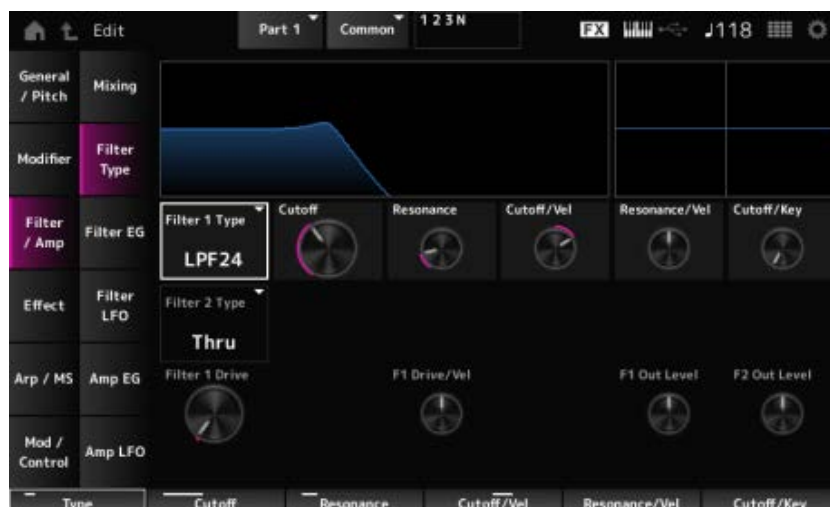 Edit
Part 1
Common
1 2 3 N
FX
♩118
General / Pitch
Mixing
Modifier
Filter Type
Filter / Amp
Filter EG
Effect
Filter LFO
Arp / MS
Amp EG
Mod / Control
Amp LFO
Filter 1 Type
LPF24
Cutoff
Resonance
Cutoff/Vel
Resonance/Vel
Cutoff/Key
Filter 2 Type
Thru
Filter 1 Drive
F1 Drive/Vel
F1 Out Level
F2 Out Level
Type
Cutoff
Resonance
Cutoff/Vel
Resonance/Vel
Cutoff/Key